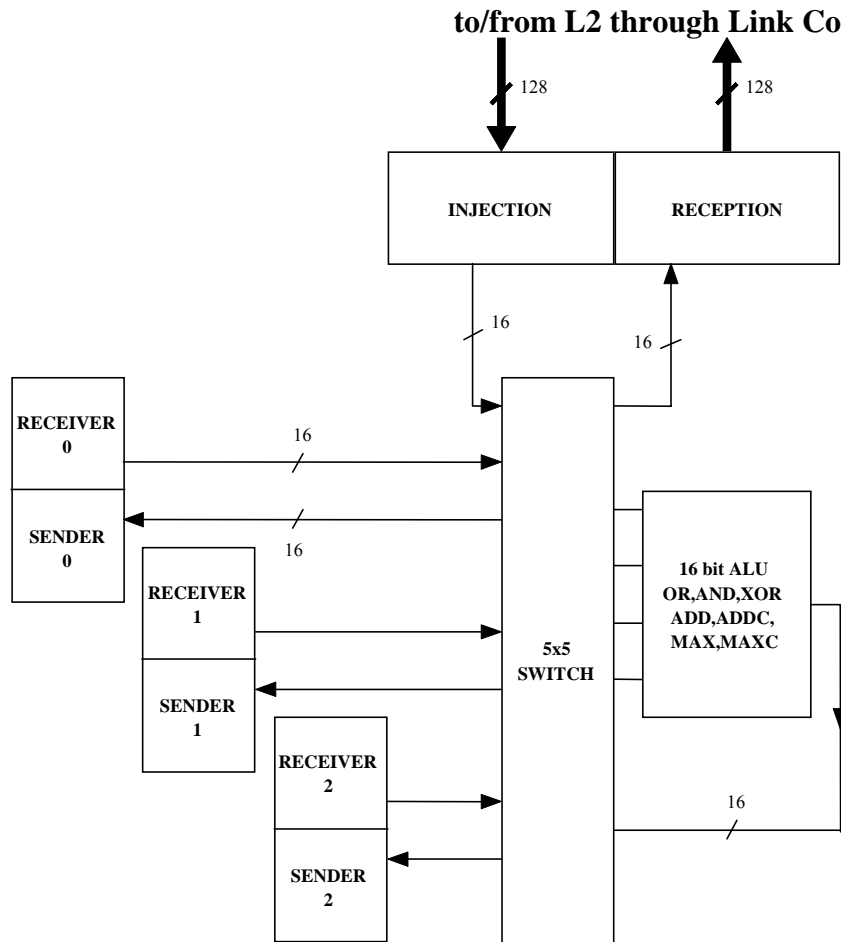 to/from L2 through Link Co
128
128
INJECTION
RECEPTION
16
16
RECEIVER
0
16
SENDER
0
16
RECEIVER
1
SENDER
1
RECEIVER
2
SENDER
2
5x5
SWITCH
16 bit ALU
OR,AND,XOR
ADD,ADDC,
MAX,MAXC
16